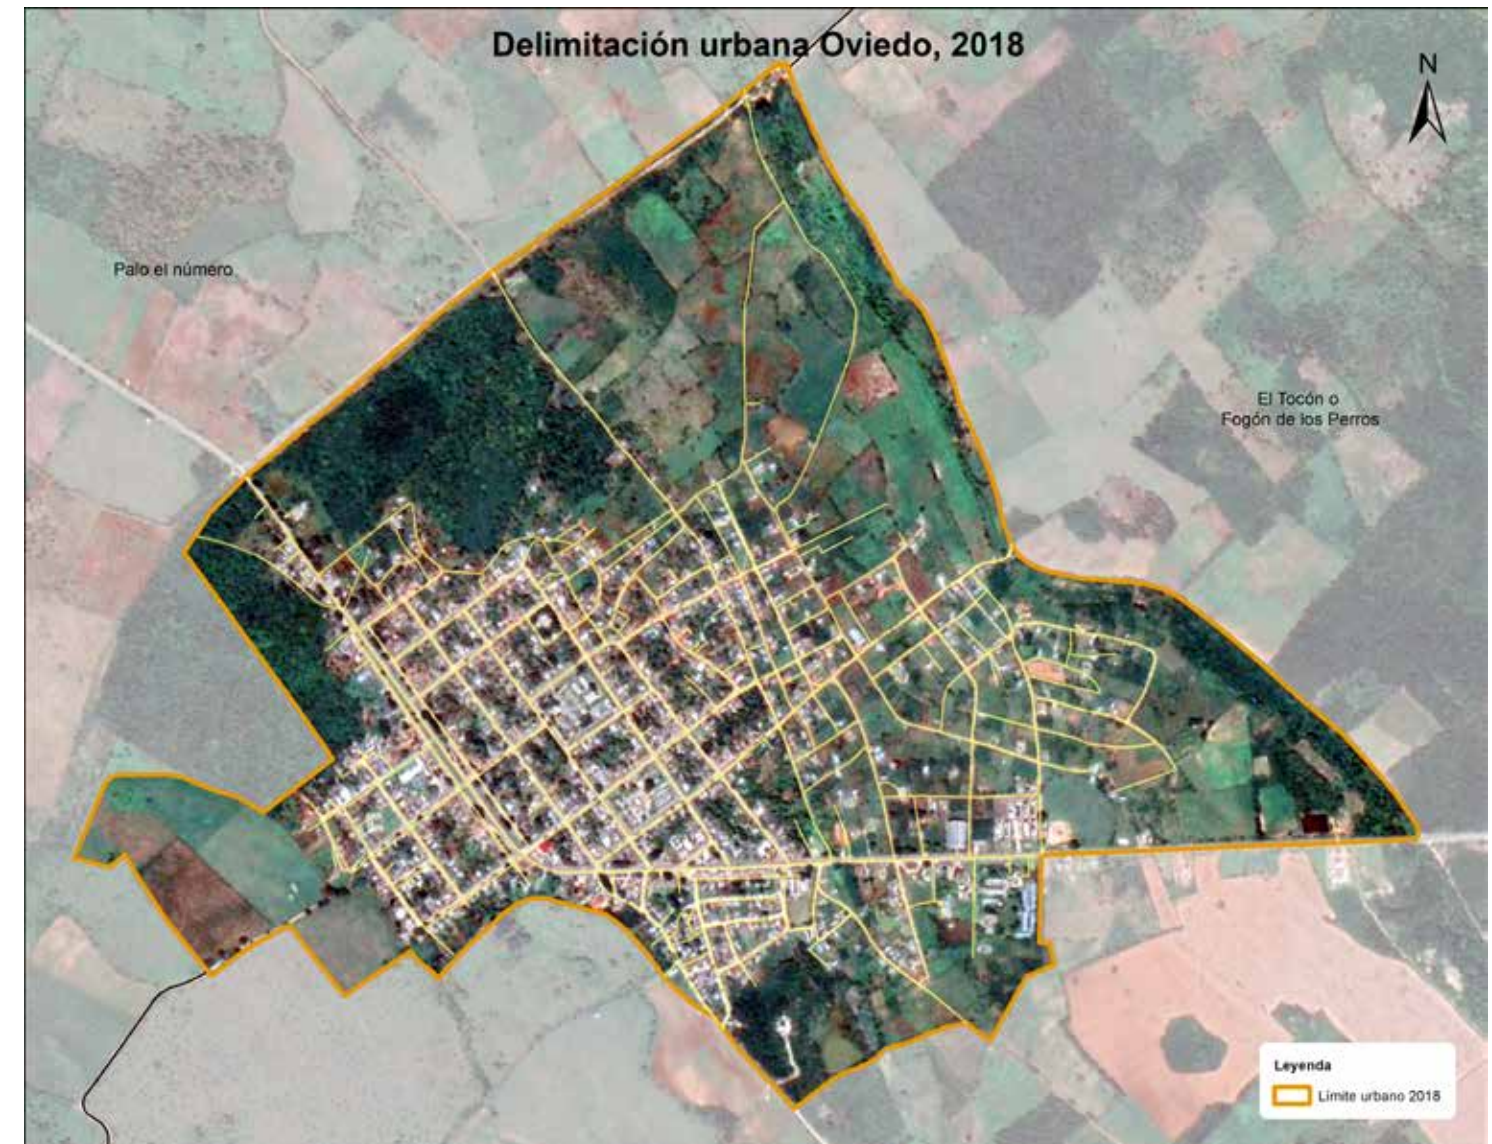 Delimitación urbana Oviedo, 2018
N
Palo el número
El Tocón o
Fogón de los Perros
Leyenda
Límite urbano 2018